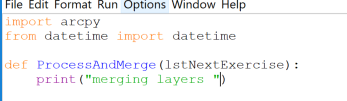 File Edit Format Run Options Window Help
import arcpy
from datetime import datetime
def ProcessAndMerge(lstNextExercise):
    print("merging layers ")